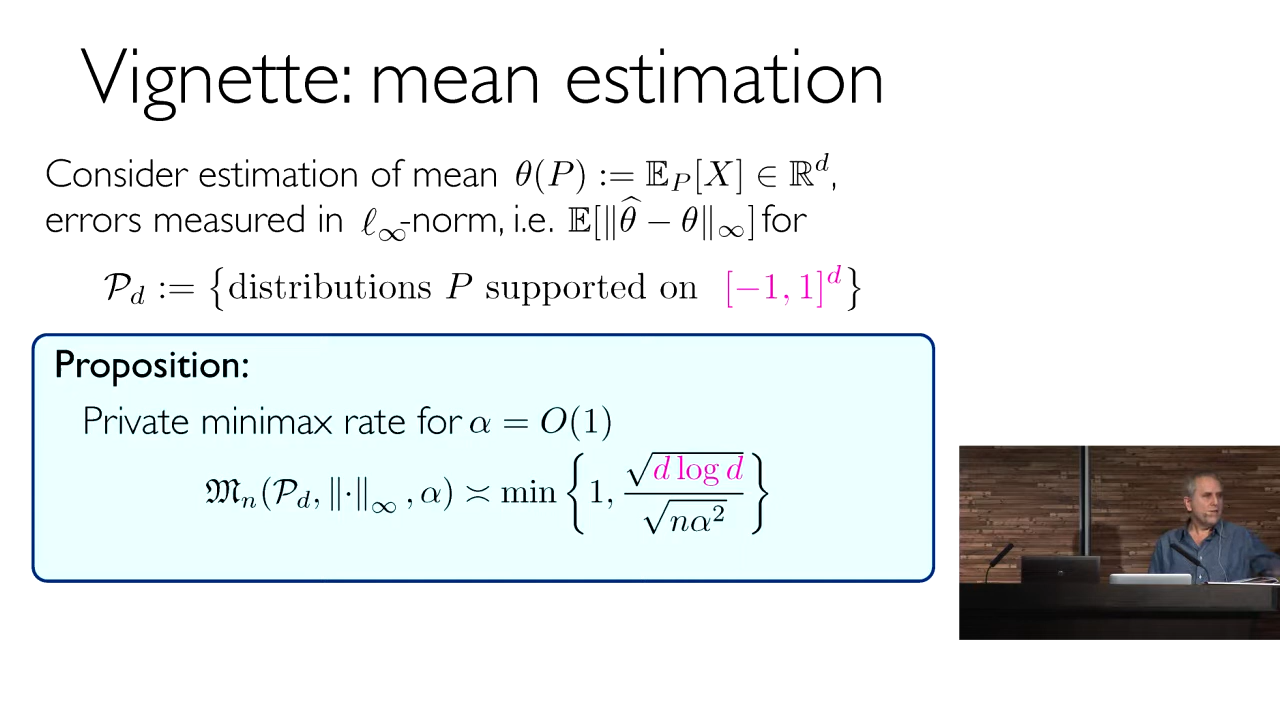 Vignette: mean estimation
Consider estimation of mean θ(P) := 𝔼_P[X] ∈ ℝ^d,
errors measured in ℓ_∞-norm, i.e. 𝔼[‖θ̂ − θ‖_∞] for
𝒫_d := {distributions P supported on [−1, 1]^d}
Proposition:
Private minimax rate for α = O(1)
𝔐_n(𝒫_d, ‖·‖_∞, α) ≍ min {1, √(d log d) / √(nα²)}